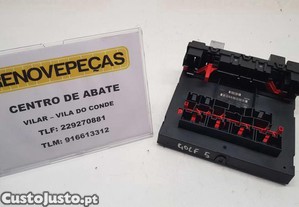 RENOVEPEÇAS
CENTRO DE ABATE
VILAR – VILA DO CONDE
TLF: 229270881
TLM: 916613312
GOLF 5
CustoJusto.pt